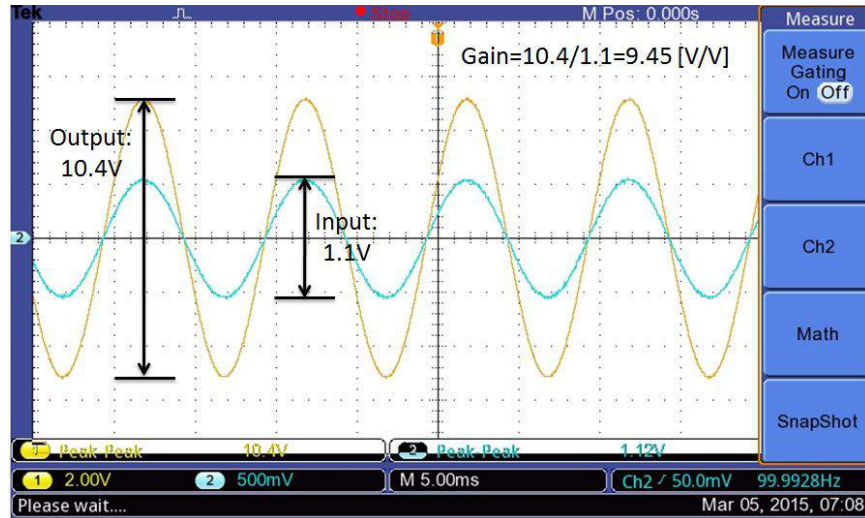 Tek
Stop
M Pos: 0.000s
Measure
Gain=10.4/1.1=9.45 [V/V]
Measure
Gating
On Off
Output:
10.4V
Ch1
Input:
1.1V
2
Ch2
Math
SnapShot
1 Peak-Peak 10.4V
2 Peak-Peak 1.12V
1 2.00V
2 500mV
M 5.00ms
Ch2 ∕ 50.0mV 99.9928Hz
Please wait....
Mar 05, 2015, 07:08